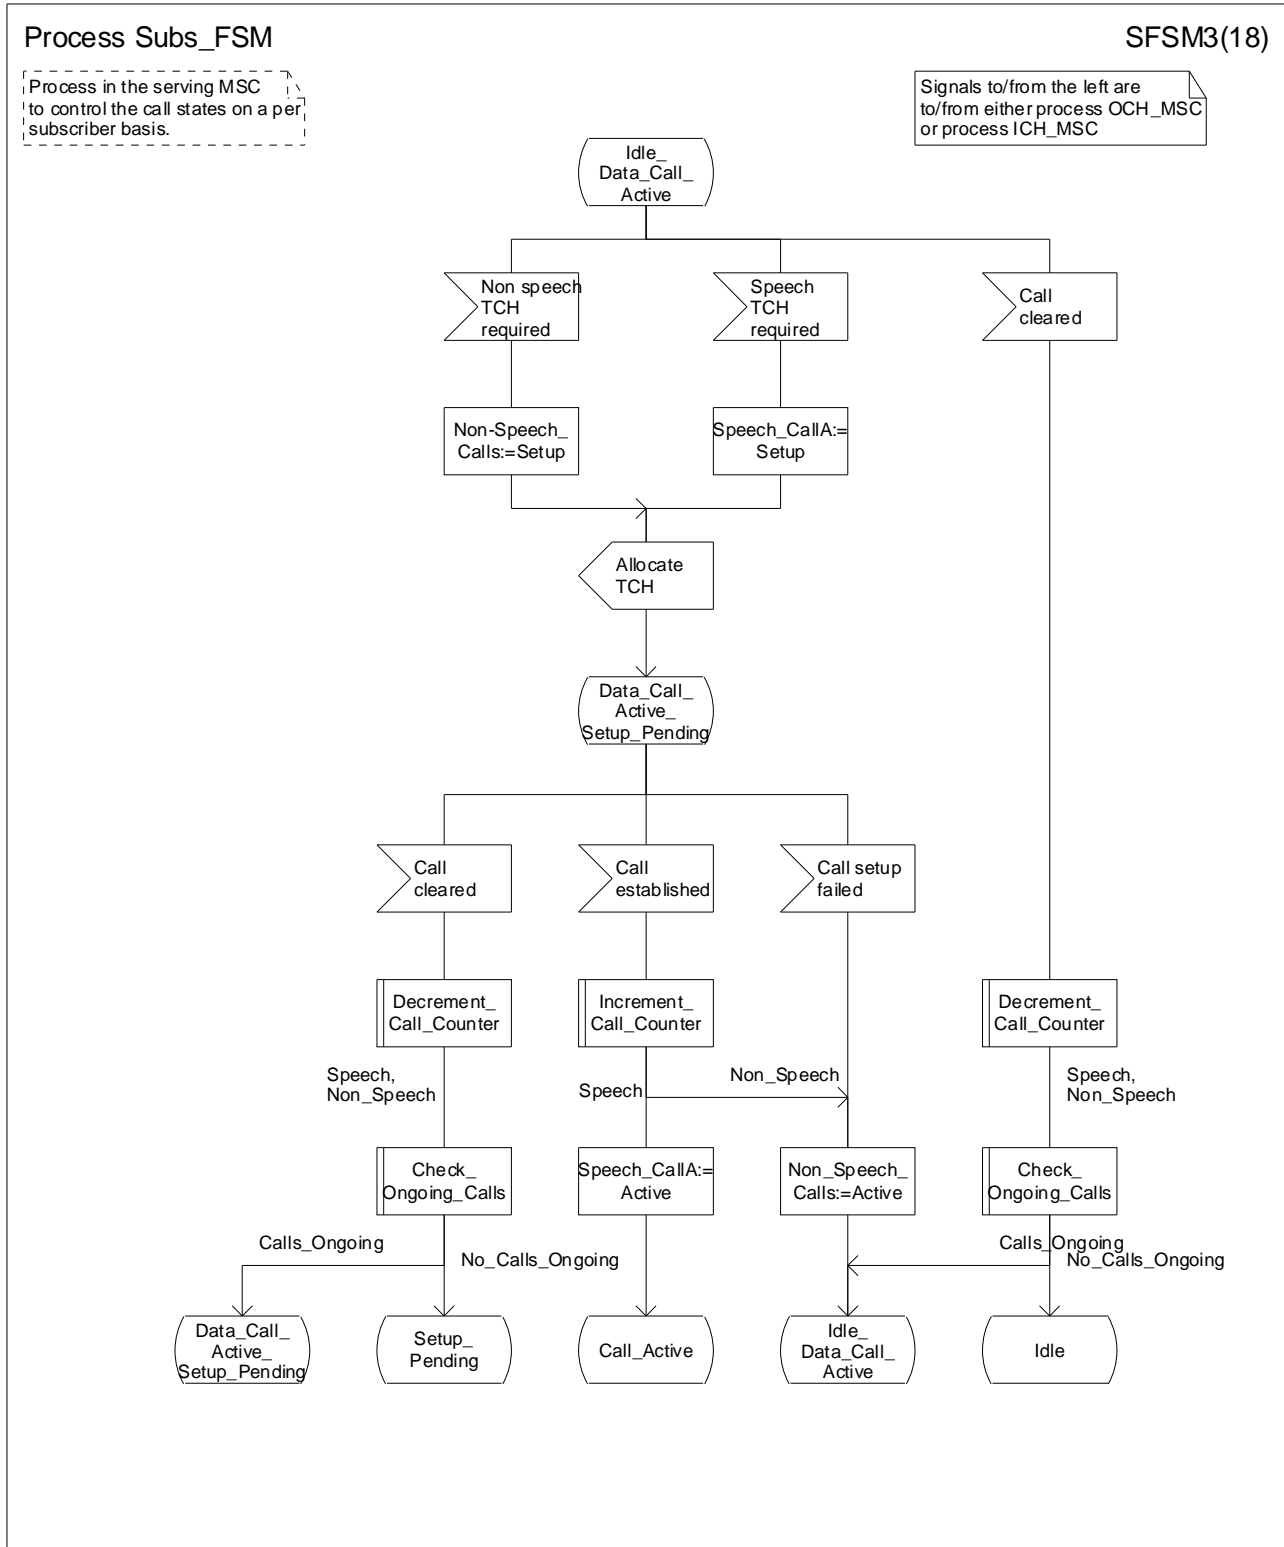 Process Subs_FSM
SFSM3(18)
Process in the serving MSC
to control the call states on a per
subscriber basis.
Signals to/from the left are
to/from either process OCH_MSC
or process ICH_MSC
Idle_
Data_Call_
Active
Non speech
TCH
required
Speech
TCH
required
Call
cleared
Non-Speech_
Calls:=Setup
Speech_CallA:=
Setup
Allocate
TCH
Data_Call_
Active_
Setup_Pending
Call
cleared
Call
established
Call setup
failed
Decrement_
Call_Counter
Increment_
Call_Counter
Decrement_
Call_Counter
Speech,
Non_Speech
Speech
Non_Speech
Speech,
Non_Speech
Check_
Ongoing_Calls
Speech_CallA:=
Active
Non_Speech_
Calls:=Active
Check_
Ongoing_Calls
Calls_Ongoing
No_Calls_Ongoing
Calls_Ongoing
No_Calls_Ongoing
Data_Call_
Active_
Setup_Pending
Setup_
Pending
Call_Active
Idle_
Data_Call_
Active
Idle